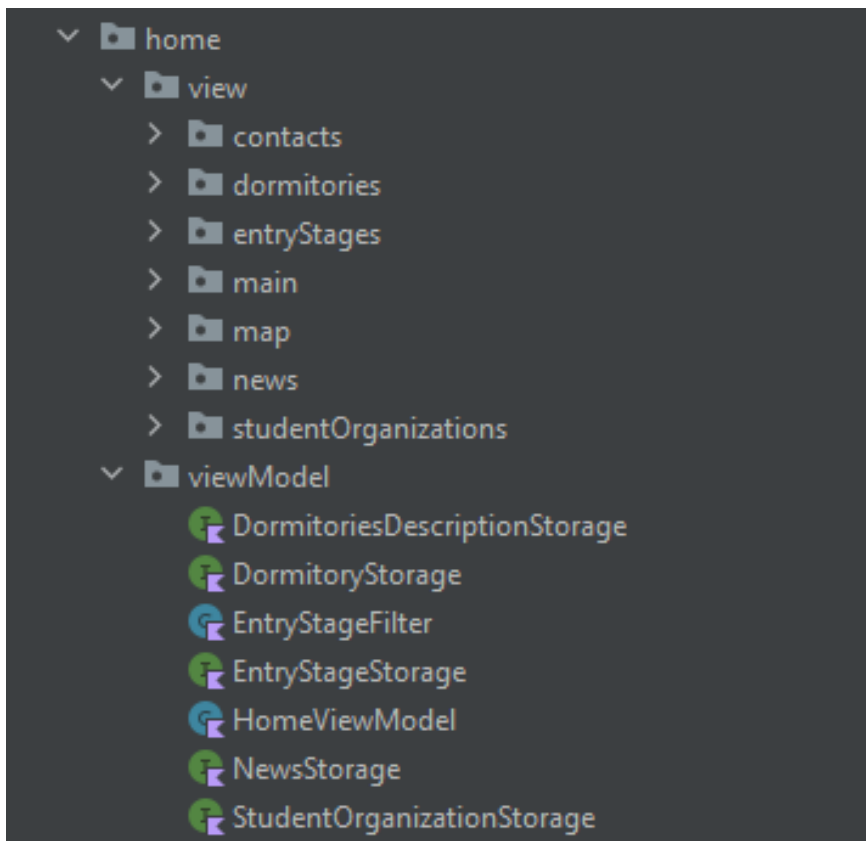 home
view
contacts
dormitories
entryStages
main
map
news
studentOrganizations
viewModel
DormitoriesDescriptionStorage
DormitoryStorage
EntryStageFilter
EntryStageStorage
HomeViewModel
NewsStorage
StudentOrganizationStorage